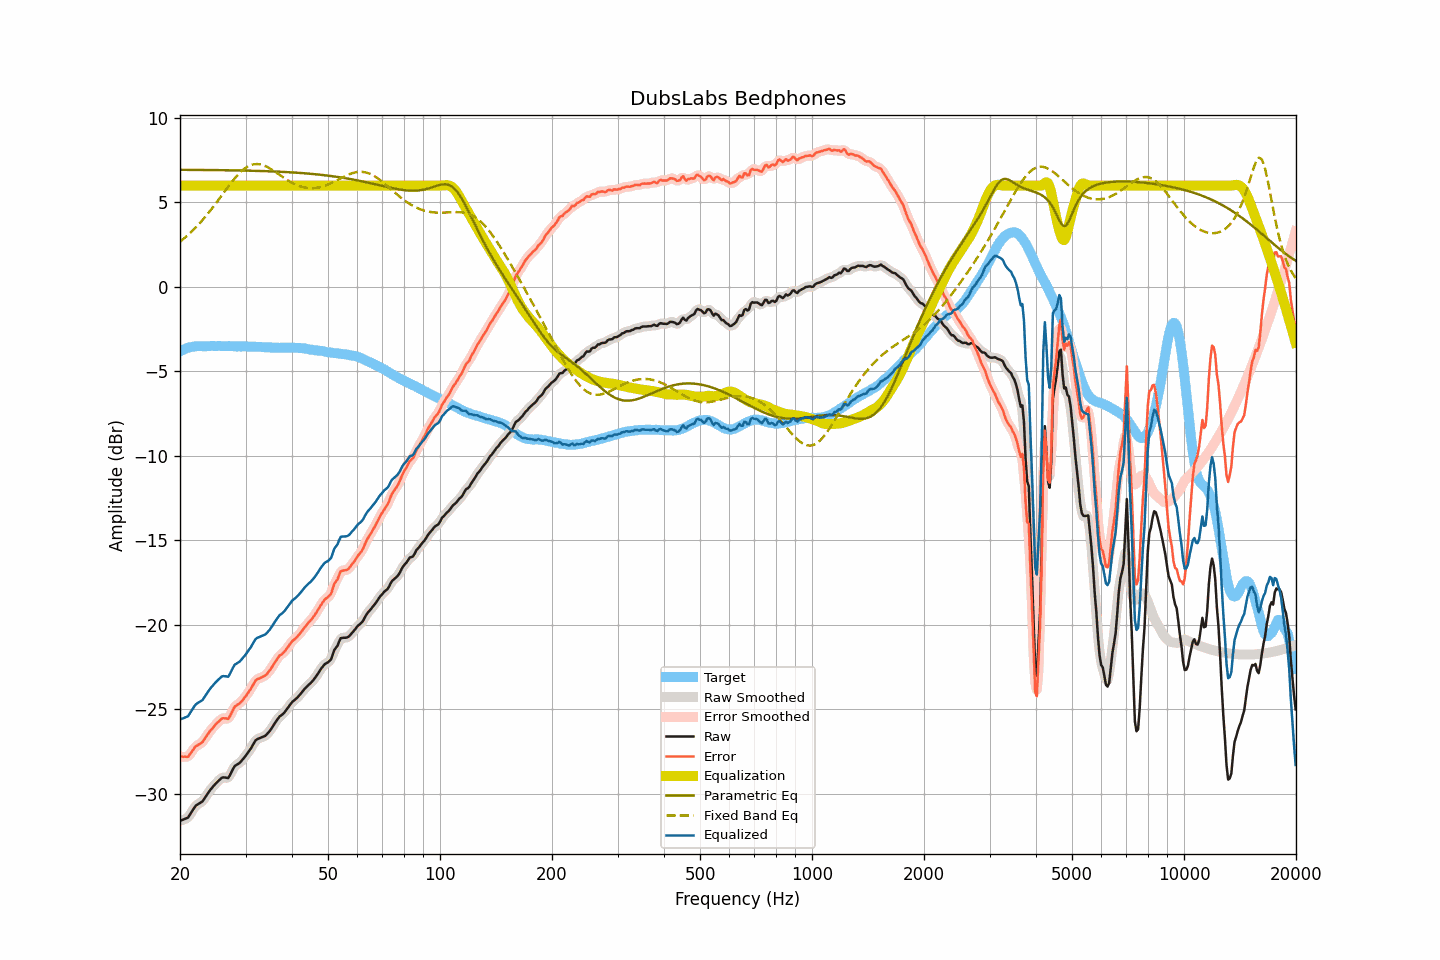 DubsLabs Bedphones
10
5
0
−5
−10
−15
−20
−25
−30
Amplitude (dBr)
Target
Raw Smoothed
Error Smoothed
Raw
Error
Equalization
Parametric Eq
Fixed Band Eq
Equalized
20 50 100 200 500 1000 2000 5000 10000 20000
Frequency (Hz)